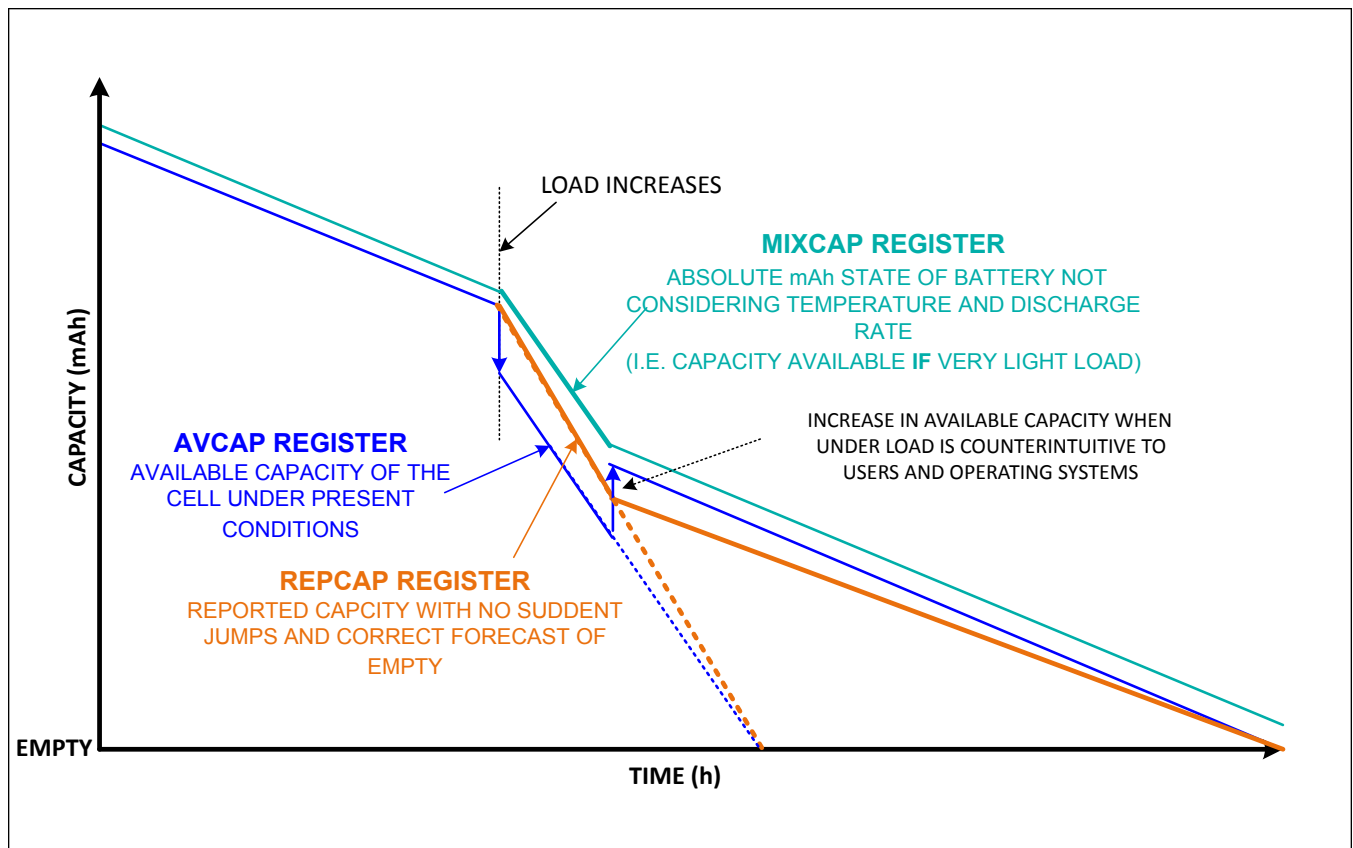 LOAD INCREASES
MIXCAP REGISTER
ABSOLUTE mAh STATE OF BATTERY NOT
CONSIDERING TEMPERATURE AND DISCHARGE
RATE
(I.E. CAPACITY AVAILABLE IF VERY LIGHT LOAD)
CAPACITY (mAh)
INCREASE IN AVAILABLE CAPACITY WHEN
UNDER LOAD IS COUNTERINTUITIVE TO
USERS AND OPERATING SYSTEMS
AVCAP REGISTER
AVAILABLE CAPACITY OF THE
CELL UNDER PRESENT
CONDITIONS
REPCAP REGISTER
REPORTED CAPCITY WITH NO SUDDENT
JUMPS AND CORRECT FORECAST OF
EMPTY
EMPTY
TIME (h)